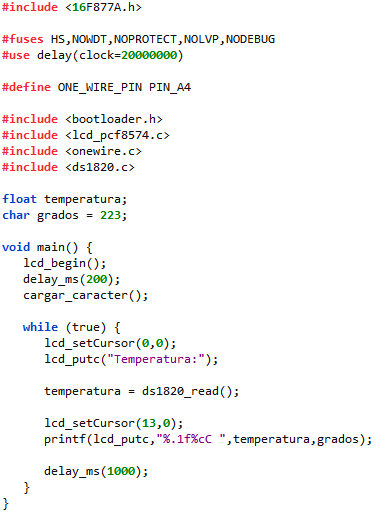 #include <16F877A.h>

#fuses HS,NOWDT,NOPROTECT,NOLVP,NODEBUG
#use delay(clock=20000000)

#define ONE_WIRE_PIN PIN_A4

#include <bootloader.h>
#include <lcd_pcf8574.c>
#include <onewire.c>
#include <ds1820.c>

float temperatura;
char grados = 223;

void main() {
   lcd_begin();
   delay_ms(200);
   cargar_caracter();

   while (true) {
      lcd_setCursor(0,0);
      lcd_putc("Temperatura:");

      temperatura = ds1820_read();

      lcd_setCursor(13,0);
      printf(lcd_putc,"%.1f%cC ",temperatura,grados);

      delay_ms(1000);
   }
}